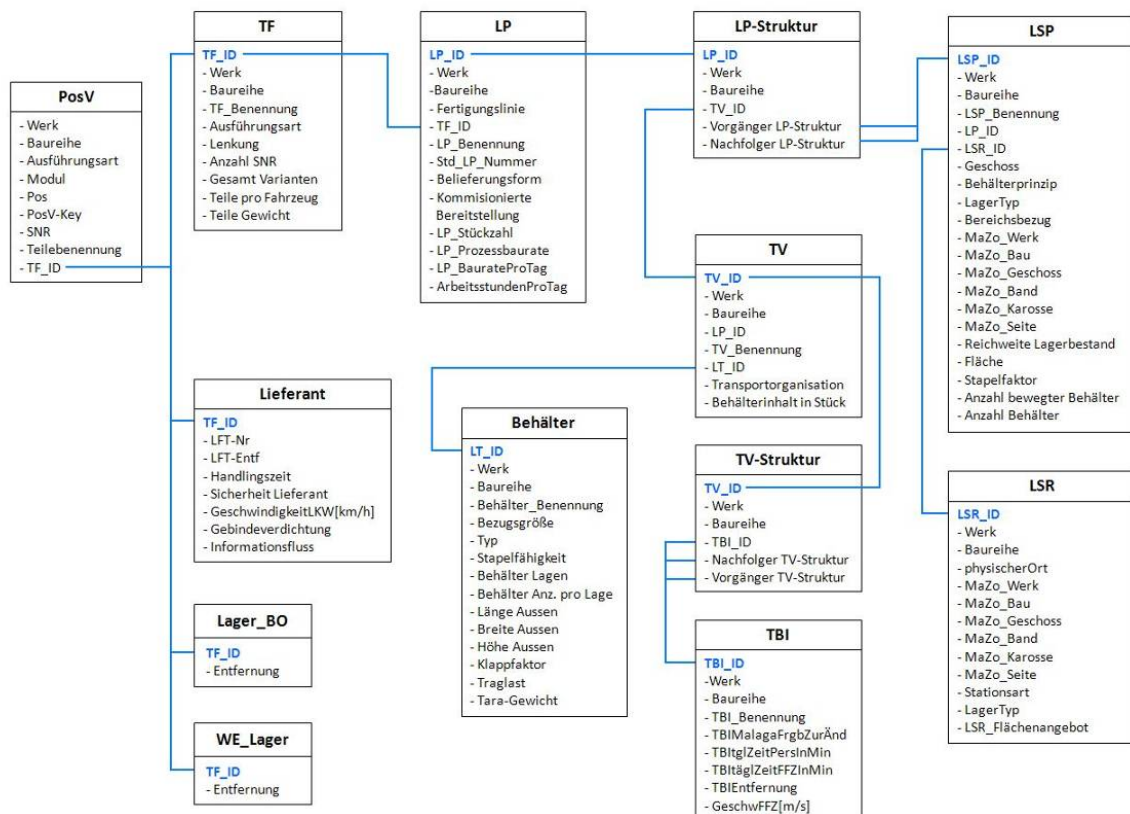 TF
TF_ID
- Werk
- Baureihe
- TF_Benennung
- Ausführungsart
- Lenkung
- Anzahl SNR
- Gesamt Varianten
- Teile pro Fahrzeug
- Teile Gewicht
LP
LP_ID
- Werk
-Baureihe
- Fertigungslinie
- TF_ID
- LP_Benennung
- Std_LP_Nummer
- Belieferungsform
- Kommisionierte
Bereitstellung
- LP_Stückzahl
- LP_Prozessbaurate
- LP_BaurateProTag
- ArbeitsstundenProTag
LP-Struktur
LP_ID
- Werk
- Baureihe
- TV_ID
- Vorgänger LP-Struktur
- Nachfolger LP-Struktur
LSP
LSP_ID
- Werk
- Baureihe
- LSP_Benennung
- LP_ID
- LSR_ID
- Geschoss
- Behälterprinzip
- LagerTyp
- Bereichsbezug
- MaZo_Werk
- MaZo_Bau
- MaZo_Geschoss
- MaZo_Band
- MaZo_Karosse
- MaZo_Seite
- Reichweite Lagerbestand
- Fläche
- Stapelfaktor
- Anzahl bewegter Behälter
- Anzahl Behälter
PosV
- Werk
- Baureihe
- Ausführungsart
- Modul
- Pos
- PosV-Key
- SNR
- Teilebenennung
- TF_ID
TV
TV_ID
- Werk
- Baureihe
- LP_ID
- TV_Benennung
- LT_ID
- Transportorganisation
- Behälterinhalt in Stück
Lieferant
TF_ID
- LFT-Nr
- LFT-Entf
- Handlingszeit
- Sicherheit Lieferant
- GeschwindigkeitLKW[km/h]
- Gebindeverdichtung
- Informationsfluss
Behälter
LT_ID
- Werk
- Baureihe
- Behälter_Benennung
- Bezugsgröße
- Typ
- Stapelfähigkeit
- Behälter Lagen
- Behälter Anz. pro Lage
- Länge Aussen
- Breite Aussen
- Höhe Aussen
- Klappfaktor
- Traglast
- Tara-Gewicht
TV-Struktur
TV_ID
- Werk
- Baureihe
- TBI_ID
- Nachfolger TV-Struktur
- Vorgänger TV-Struktur
LSR
LSR_ID
- Werk
- Baureihe
- physischerOrt
- MaZo_Werk
- MaZo_Bau
- MaZo_Geschoss
- MaZo_Band
- MaZo_Karosse
- MaZo_Seite
- Stationsart
- LagerTyp
- LSR_Flächenangebot
Lager_BO
TF_ID
- Entfernung
TBI
TBI_ID
-Werk
- Baureihe
- TBI_Benennung
- TBIMalagaFrgbZurÄnd
- TBItglZeitPersInMin
- TBItäglZeitFFZInMin
- TBIEntfernung
- GeschwFFZ[m/s]
WE_Lager
TF_ID
- Entfernung